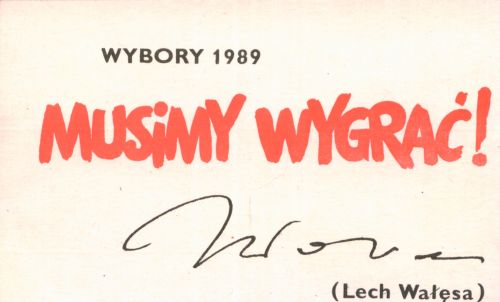 WYBORY 1989
MUSiMY WYGRAĆ!
(Lech Wałęsa)